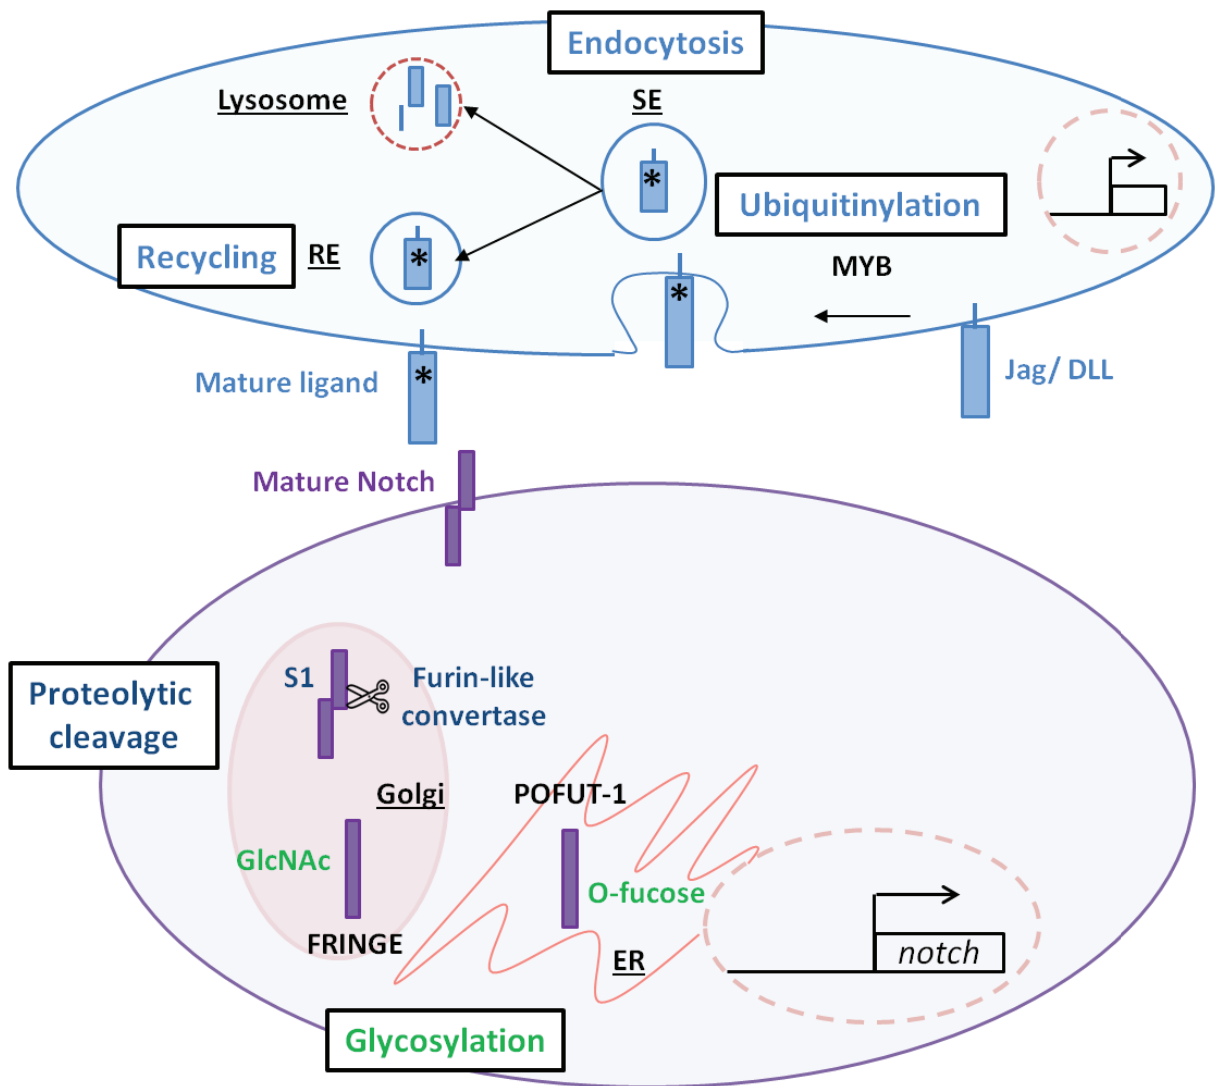 Endocytosis
Lysosome
SE
*
Ubiquitinylation
Recycling
RE
*
MYB
*
Mature ligand
*
Jag/ DLL
Mature Notch
Proteolytic
cleavage
S1
Furin-like
convertase
Golgi
POFUT-1
GlcNAc
O-fucose
FRINGE
ER
notch
Glycosylation